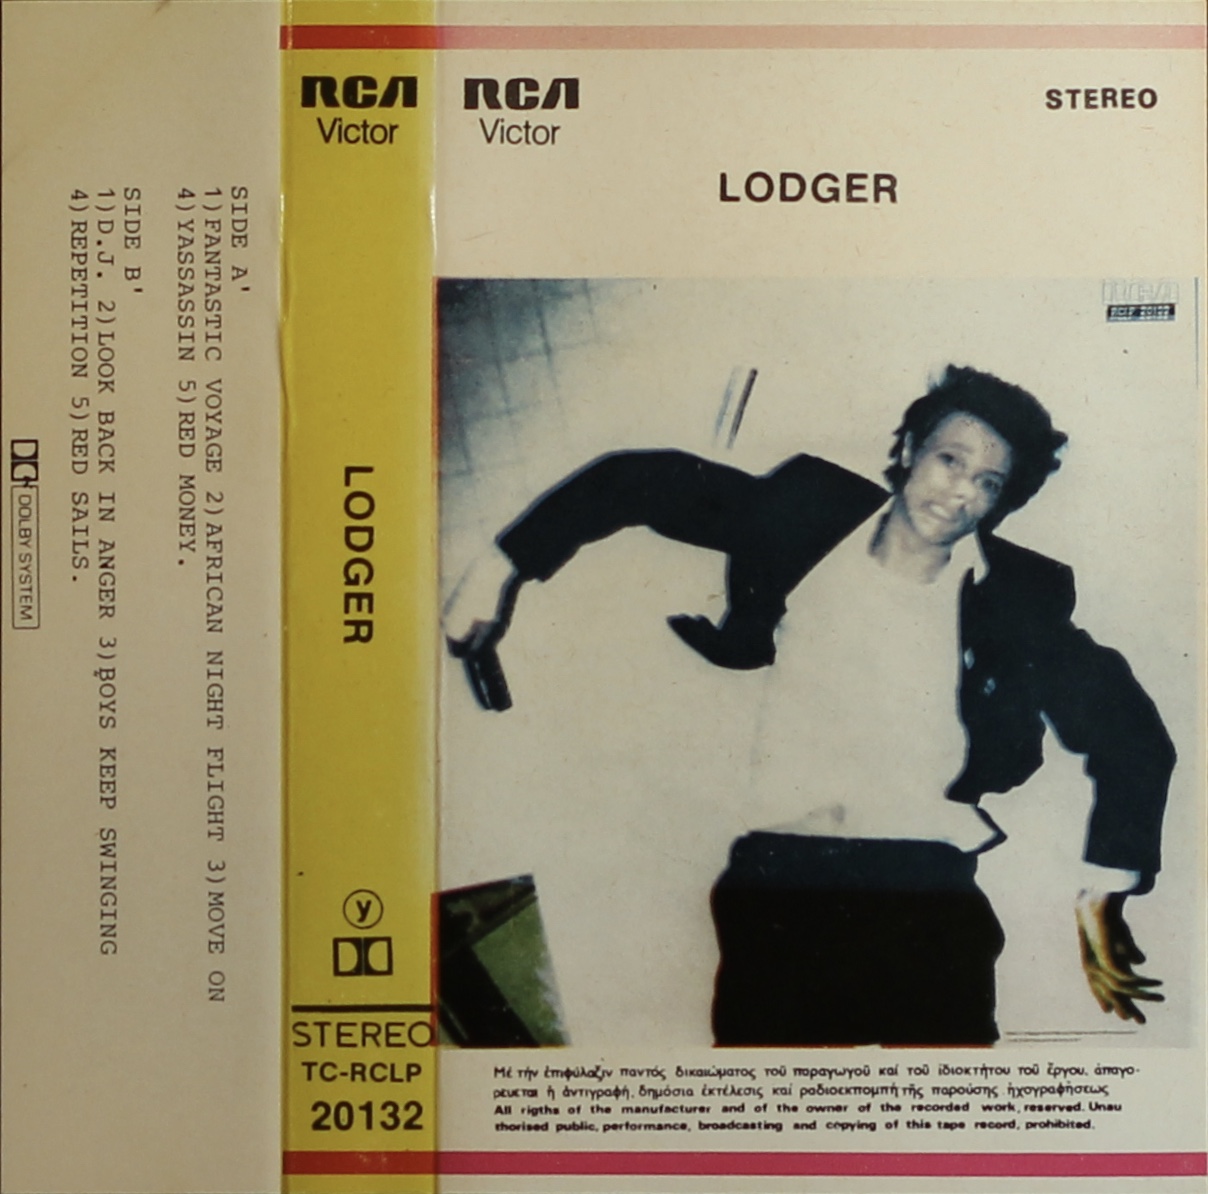 SIDE A'
1)FANTASTIC VOYAGE 2)AFRICAN NIGHT FLIGHT 3)MOVE ON
4)YASSASSIN 5)RED MONEY.
SIDE B'
1)D.J. 2)LOOK BACK IN ANGER 3)BOYS KEEP SWINGING
4)REPETITION 5)RED SAILS.
DOLBY SYSTEM
RCA
Victor
LODGER
y
STEREO
TC-RCLP
20132
RCA
Victor
STEREO
LODGER
RCA
Μέ τήν ἐπιφύλαξιν παντός δικαιώματος τοῦ παραγωγοῦ καί τοῦ ἰδιοκτήτου τοῦ ἔργου, ἀπαγο-
ρεύεται ἡ ἀντιγραφή, δημόσια ἐκτέλεσις καί ραδιοεκπομπή τῆς παρούσης ἠχογραφήσεως
All rigths of the manufacturer and of the owner of the recorded work, reserved. Unau
thorised public, performance, broadcasting and copying of this tape record, prohibited.